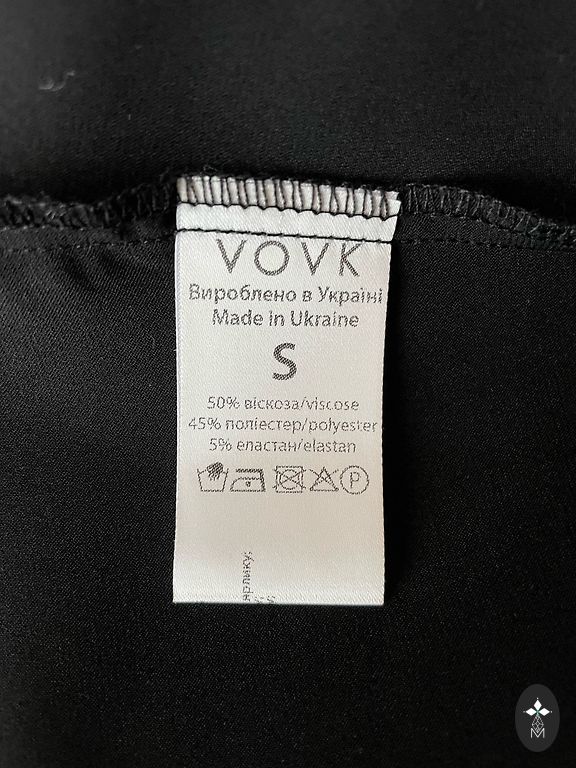 VOVK
Вироблено в Україні
Made in Ukraine
S
50% віскоза/viscose
45% поліестер/polyester
5% еластан/elastan
P
M